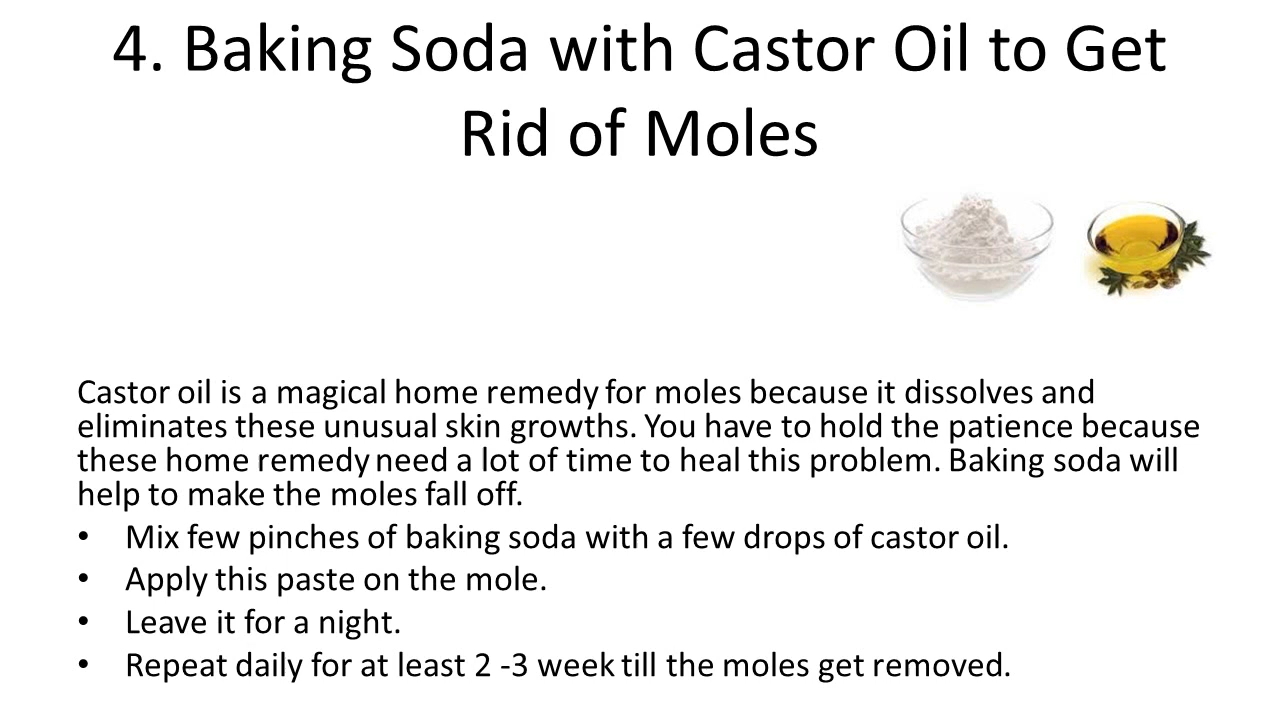 4. Baking Soda with Castor Oil to Get
Rid of Moles
Castor oil is a magical home remedy for moles because it dissolves and
eliminates these unusual skin growths. You have to hold the patience because
these home remedy need a lot of time to heal this problem. Baking soda will
help to make the moles fall off.
• Mix few pinches of baking soda with a few drops of castor oil.
• Apply this paste on the mole.
• Leave it for a night.
• Repeat daily for at least 2 -3 week till the moles get removed.